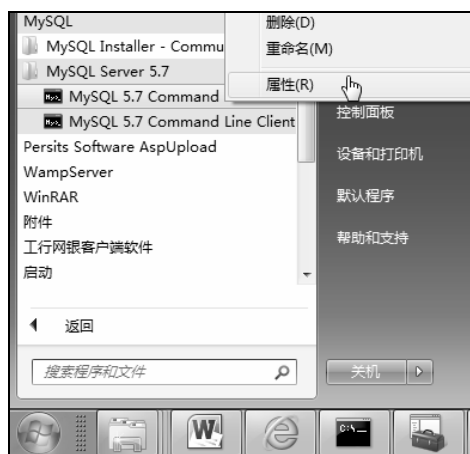 MySQL
MySQL Installer - Commu
MySQL Server 5.7
MySQL 5.7 Command
MySQL 5.7 Command Line Client
Persits Software AspUpload
WampServer
WinRAR
附件
工行网银客户端软件
启动
返回
搜索程序和文件
删除(D)
重命名(M)
属性(R)
控制面板
设备和打印机
默认程序
帮助和支持
关机